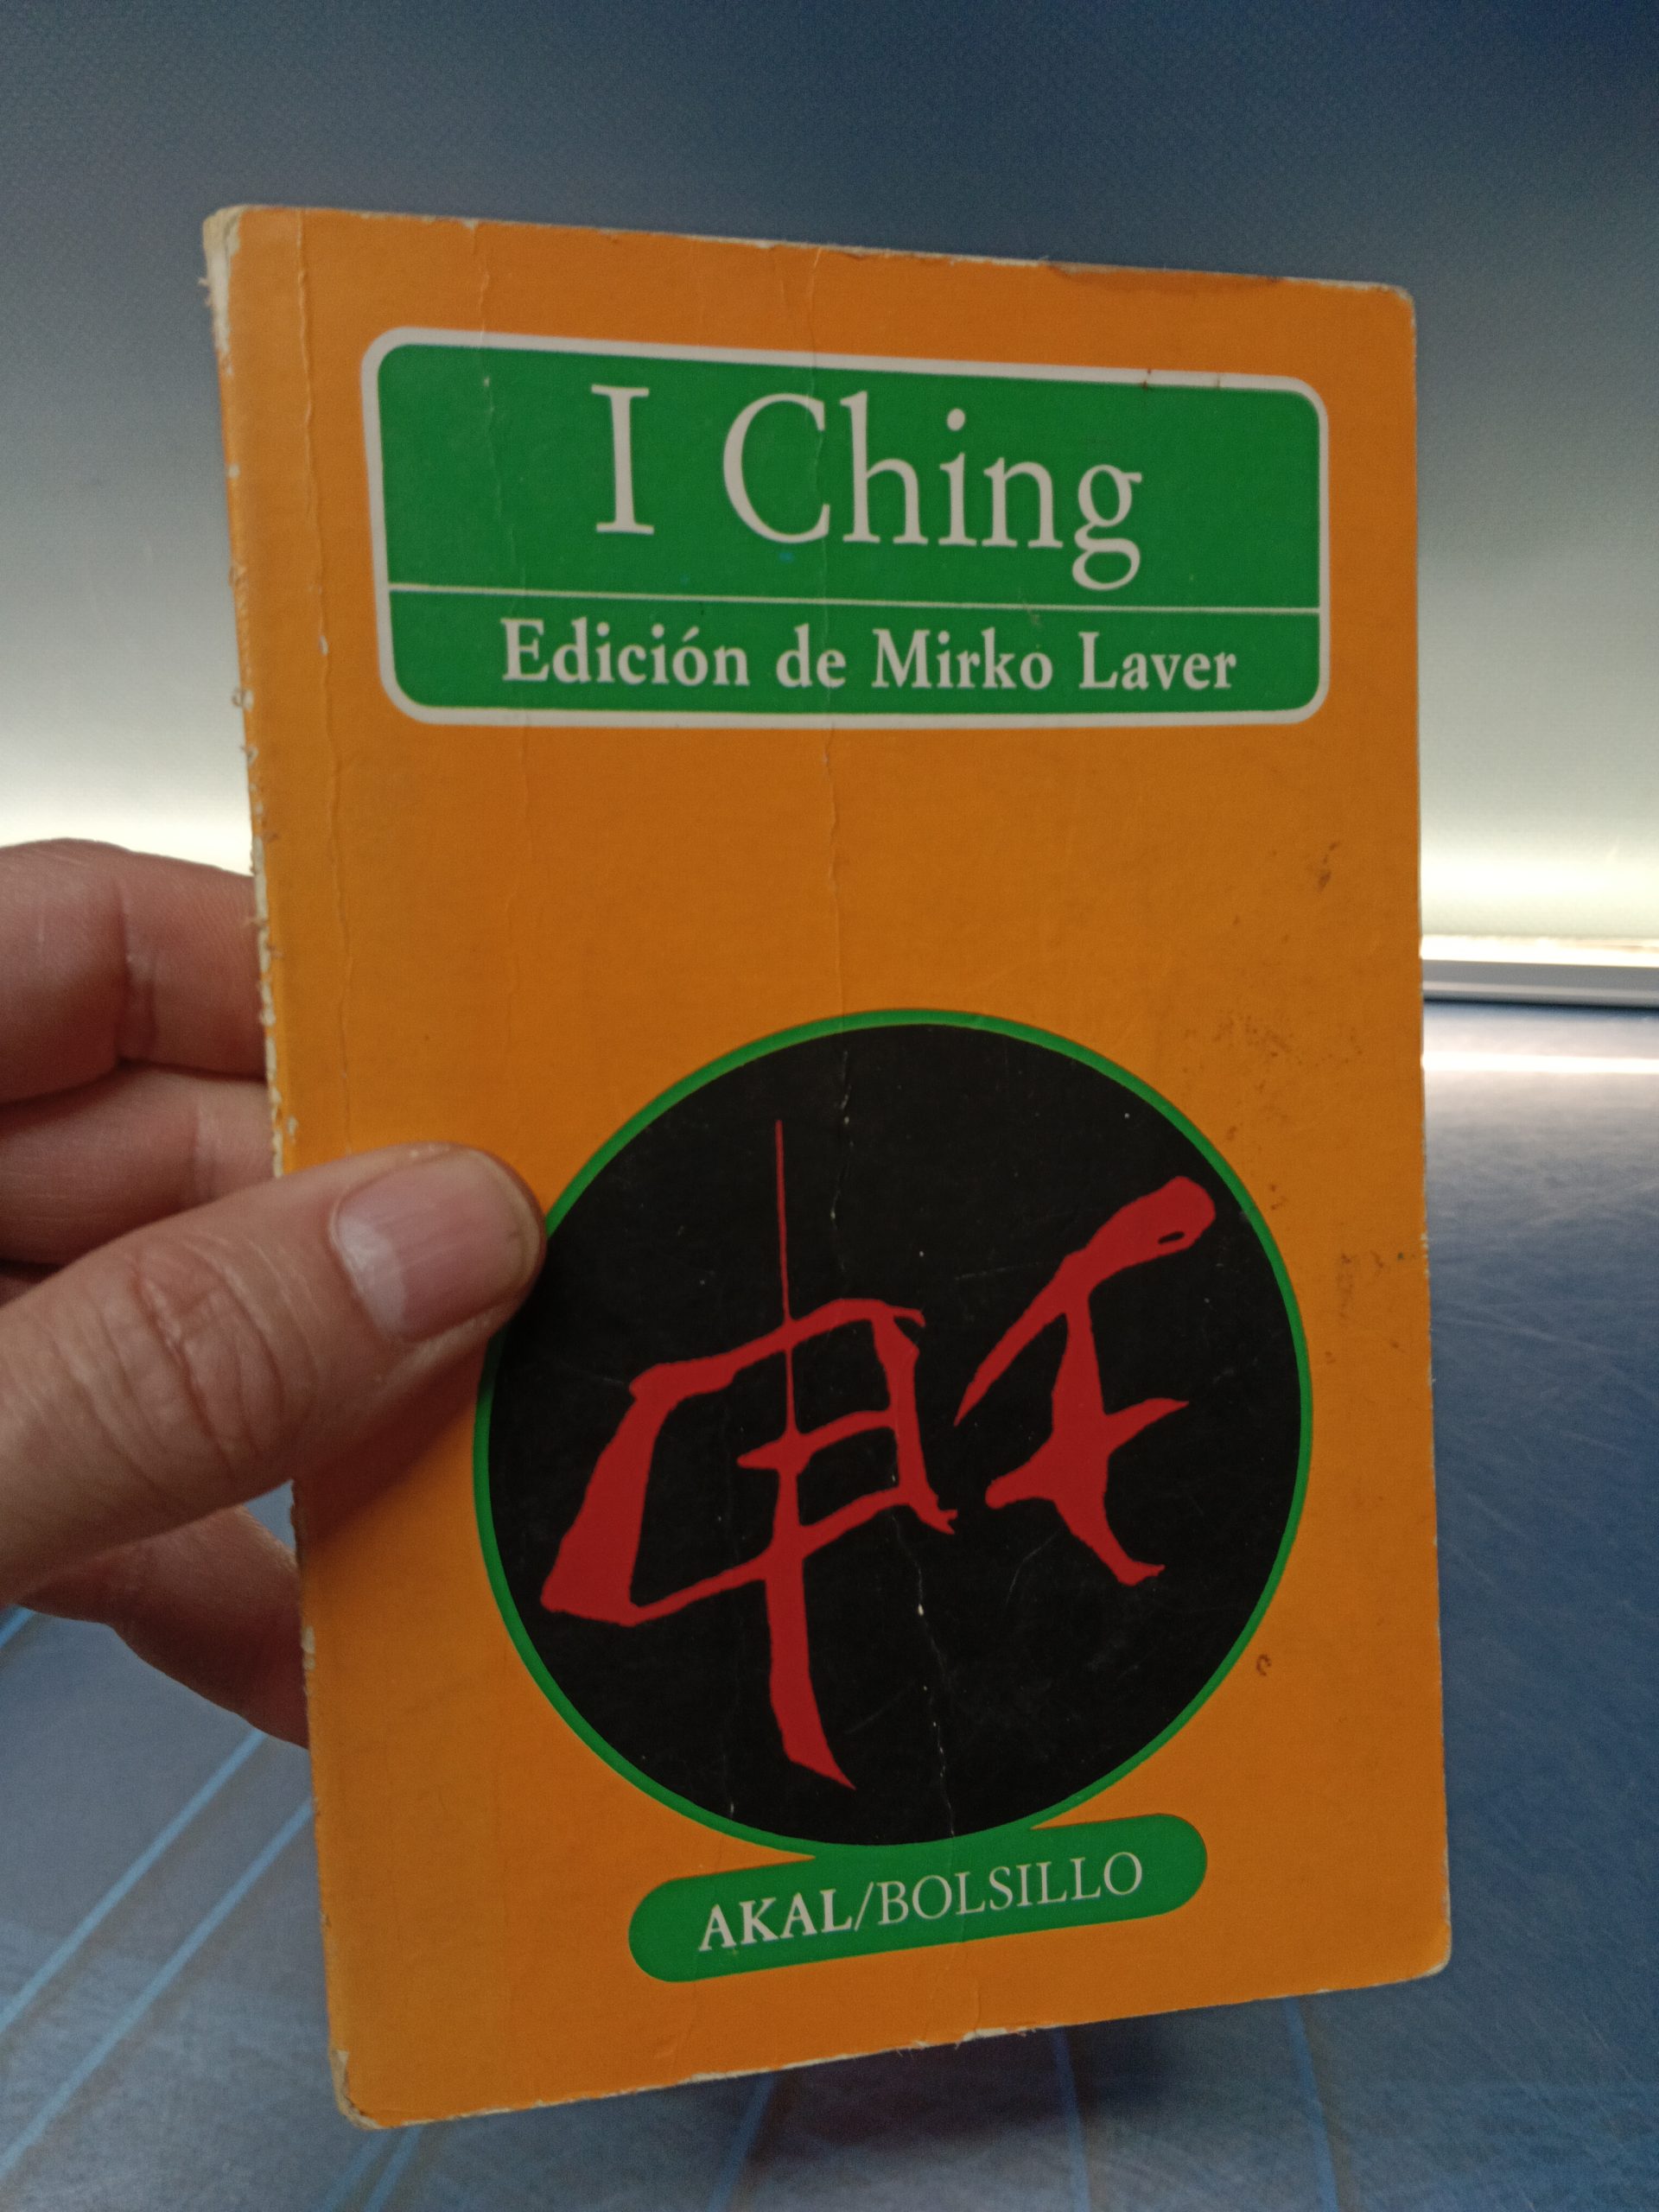 I Ching
Edición de Mirko Laver
AKAL/BOLSILLO